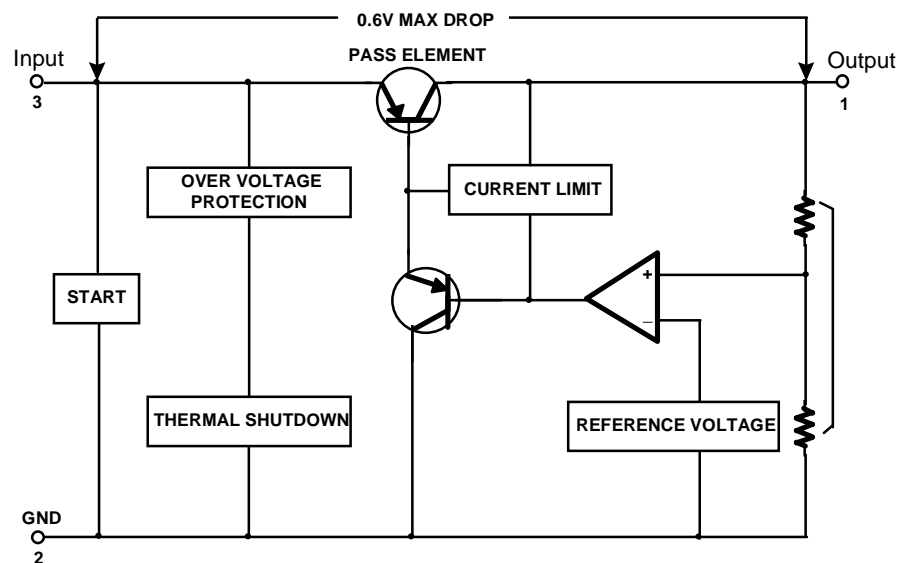 0.6V MAX DROP
PASS ELEMENT
Input
3
Output
1
OVER VOLTAGE
PROTECTION
CURRENT LIMIT
START
+
–
THERMAL SHUTDOWN
REFERENCE VOLTAGE
GND
2